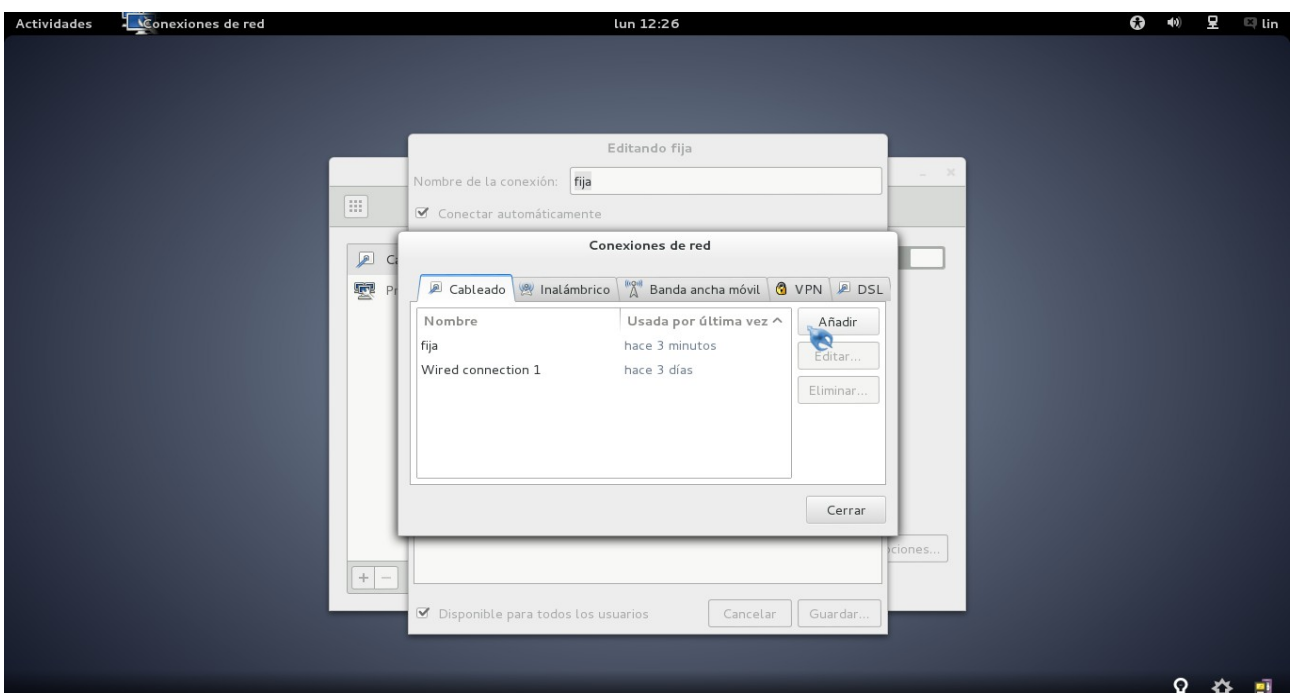 Actividades Conexiones de red lun 12:26 lin
Editando fija
Nombre de la conexión: fija
Conectar automáticamente
Conexiones de red
Cableado Inalámbrico Banda ancha móvil VPN DSL
Nombre Usada por última vez Añadir
fija hace 3 minutos
Editar...
Wired connection 1 hace 3 días
Eliminar...
Cerrar
Disponible para todos los usuarios Cancelar Guardar...